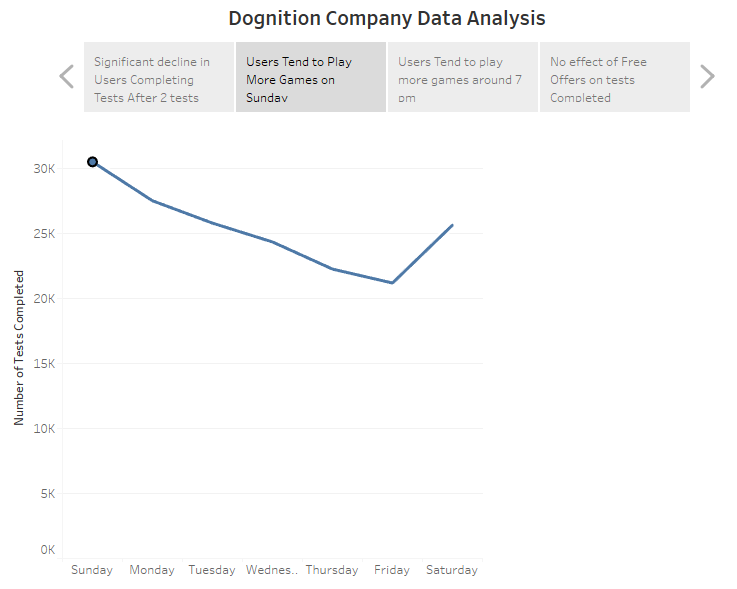 Dognition Company Data Analysis
Significant decline in
Users Completing
Tests After 2 tests
Users Tend to Play
More Games on
Sunday
Users Tend to play
more games around 7
pm
No effect of Free
Offers on tests
Completed
Number of Tests Completed
30K
25K
20K
15K
10K
5K
0K
Sunday Monday Tuesday Wednes.. Thursday Friday Saturday